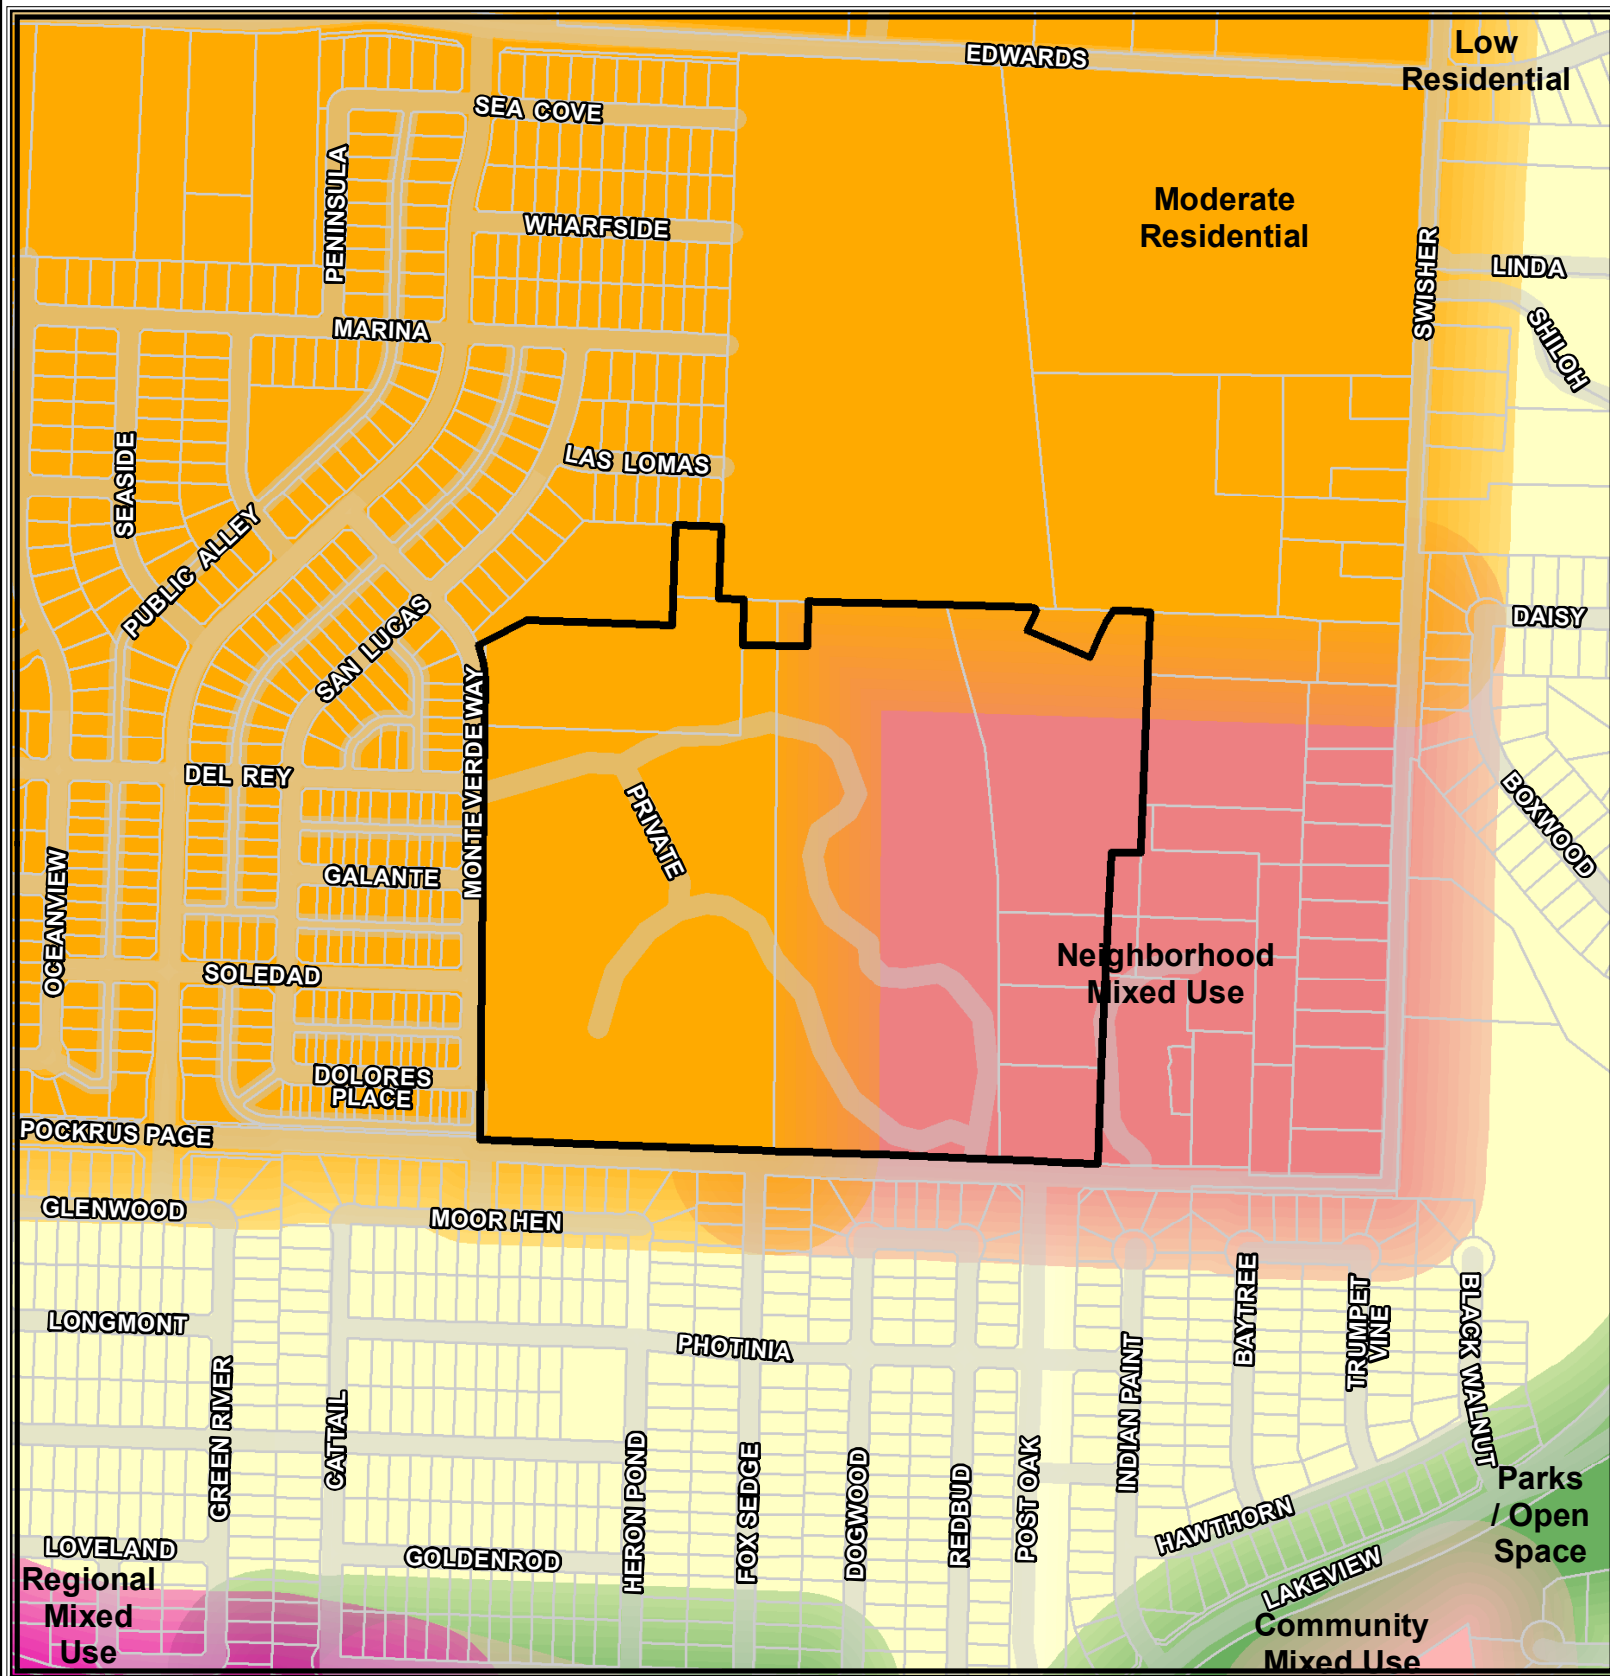 Low
Residential
EDWARDS
SEA COVE
PENINSULA
Moderate
Residential
WHARFSIDE
SWISHER
LINDA
SHILOH
MARINA
SEASIDE
LAS LOMAS
PUBLIC ALLEY
SAN LUCAS
DAISY
MONTEVERDE WAY
DEL REY
PRIVATE
BOXWOOD
GALANTE
OCEANVIEW
SOLEDAD
Neighborhood
Mixed Use
DOLORES
PLACE
POCKRUS PAGE
GLENWOOD
MOOR HEN
LONGMONT
PHOTINIA
BAYTREE
TRUMPET
VINE
BLACK WALNUT
GREEN RIVER
CATTAIL
HERON POND
FOX SEDGE
DOGWOOD
REDBUD
POST OAK
INDIAN PAINT
HAWTHORN
Parks
/ Open
Space
LOVELAND
GOLDENROD
LAKEVIEW
Regional
Mixed
Use
Community
Mixed Use